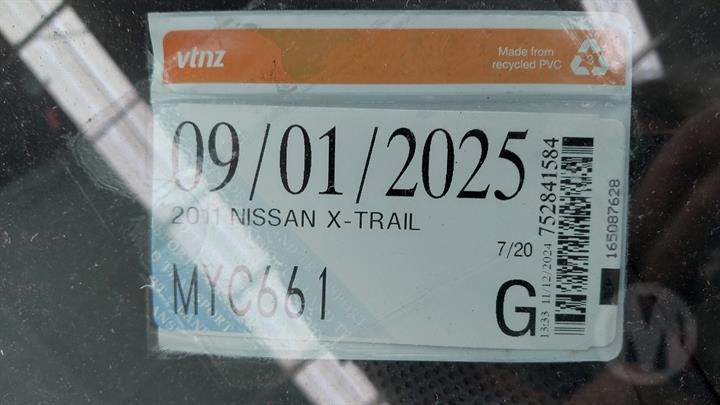 vtnz
Made from
recycled PVC
3
09/01/2025
2011 NISSAN X-TRAIL
7/20
MYC661
G
13:33 11/12/2024 752841584
165087628